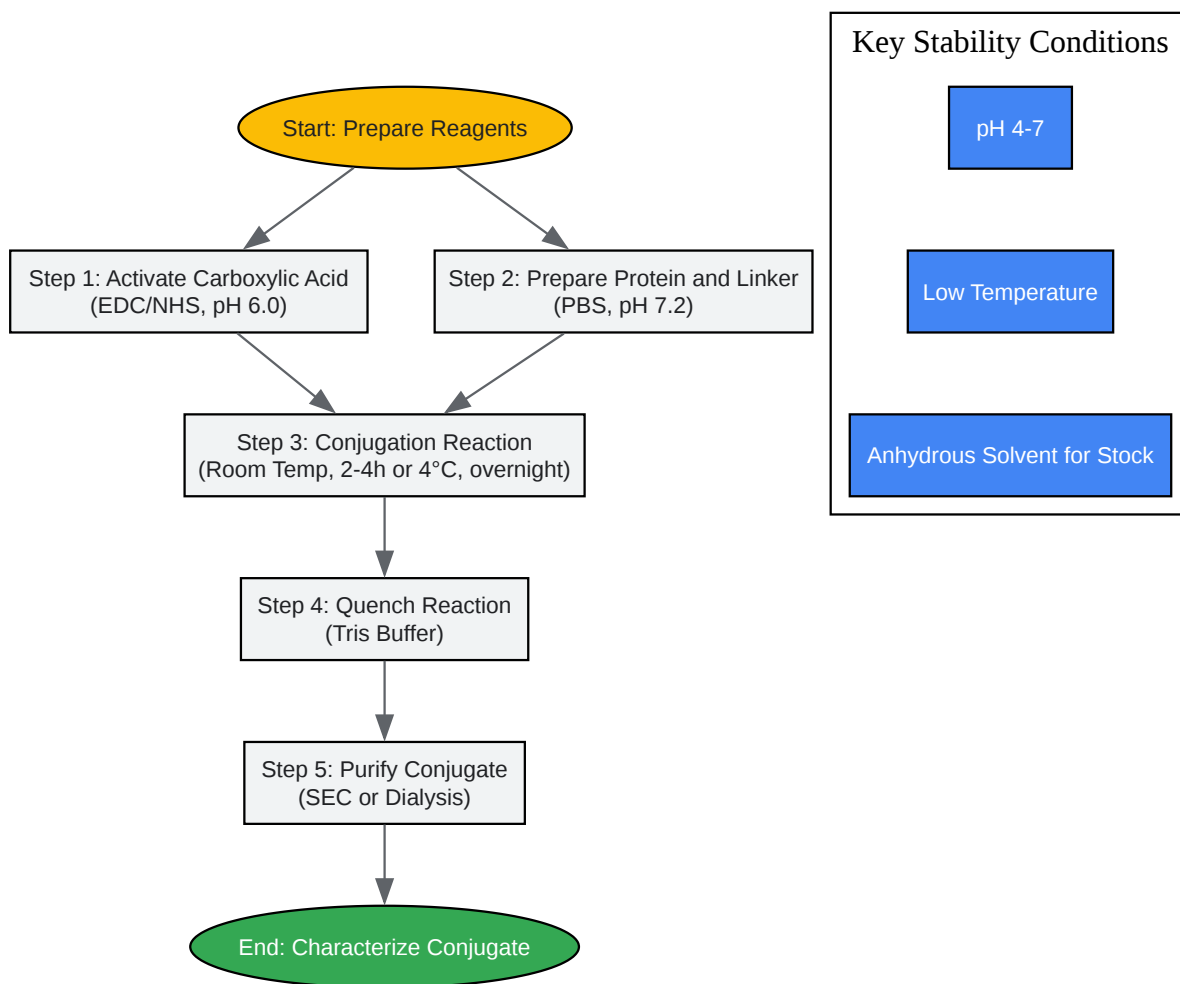 Key Stability Conditions
Start: Prepare Reagents
pH 4-7
Step 1: Activate Carboxylic Acid
(EDC/NHS, pH 6.0)
Step 2: Prepare Protein and Linker
(PBS, pH 7.2)
Low Temperature
Step 3: Conjugation Reaction
(Room Temp, 2-4h or 4°C, overnight)
Anhydrous Solvent for Stock
Step 4: Quench Reaction
(Tris Buffer)
Step 5: Purify Conjugate
(SEC or Dialysis)
End: Characterize Conjugate